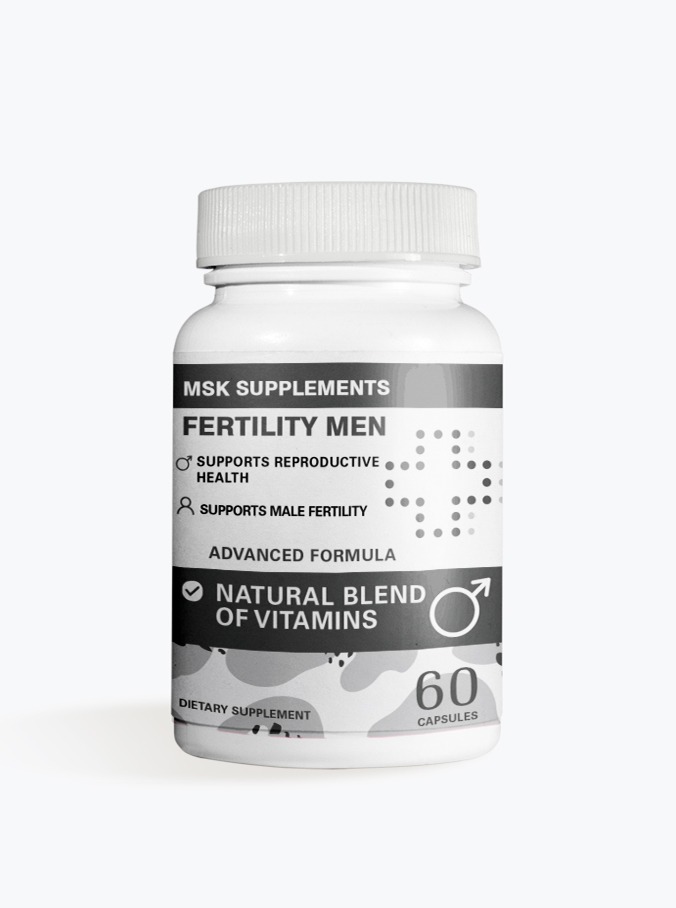 MSK SUPPLEMENTS
FERTILITY MEN
SUPPORTS REPRODUCTIVE
HEALTH
SUPPORTS MALE FERTILITY
ADVANCED FORMULA
NATURAL BLEND
OF VITAMINS
60
CAPSULES
DIETARY SUPPLEMENT